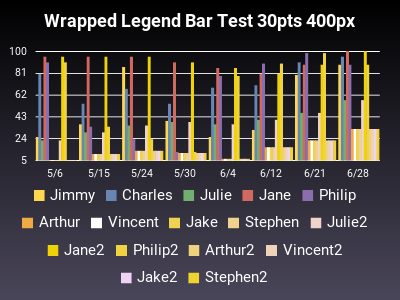 Wrapped Legend Bar Test 30pts 400px
100
81
62
43
24
5
5/6 5/15 5/24 5/30 6/4 6/12 6/21 6/28
Jimmy Charles Julie Jane Philip
Arthur Vincent Jake Stephen Julie2
Jane2 Philip2 Arthur2 Vincent2
Jake2 Stephen2